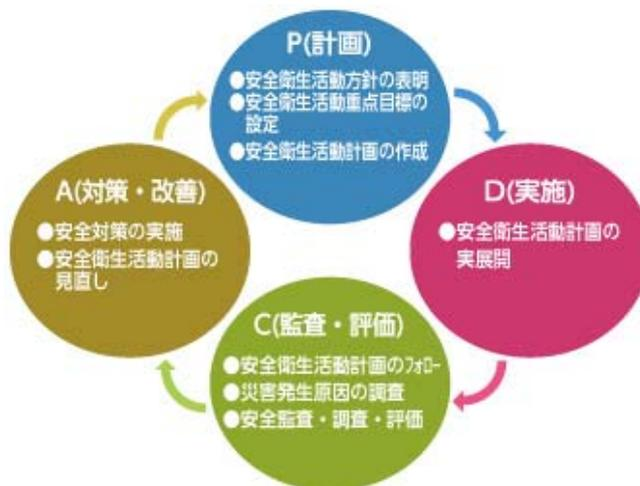 P(計画)
●安全衛生活動方針の表明
●安全衛生活動重点目標の
設定
●安全衛生活動計画の作成
D(実施)
●安全衛生活動計画の
実展開
C(監査・評価)
●安全衛生活動計画のフォロー
●災害発生原因の調査
●安全監査・調査・評価
A(対策・改善)
●安全対策の実施
●安全衛生活動計画の
見直し